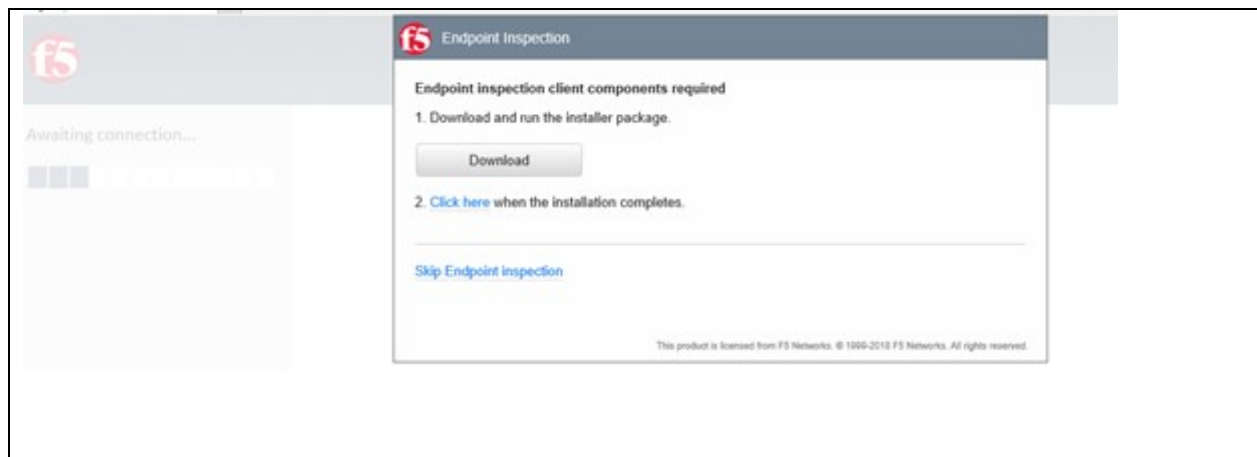 f5
Endpoint Inspection
f5
Endpoint inspection client components required
1. Download and run the installer package.
Awaiting connection...
Download
2. Click here when the installation completes.
Skip Endpoint inspection
This product is licensed from F5 Networks. © 1999-2018 F5 Networks. All rights reserved.